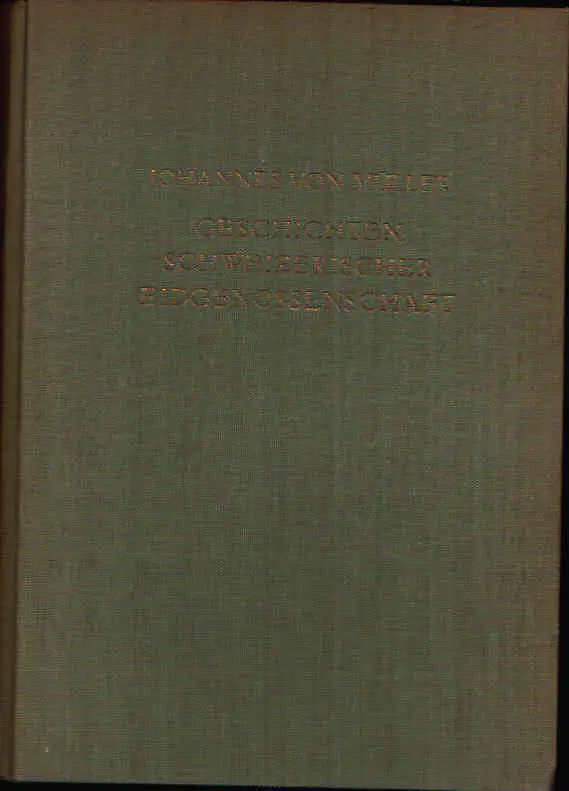 JOHANNES VON MÜLLER
GESCHICHTEN
SCHWEIZERISCHER
EIDGENOSSENSCHAFT